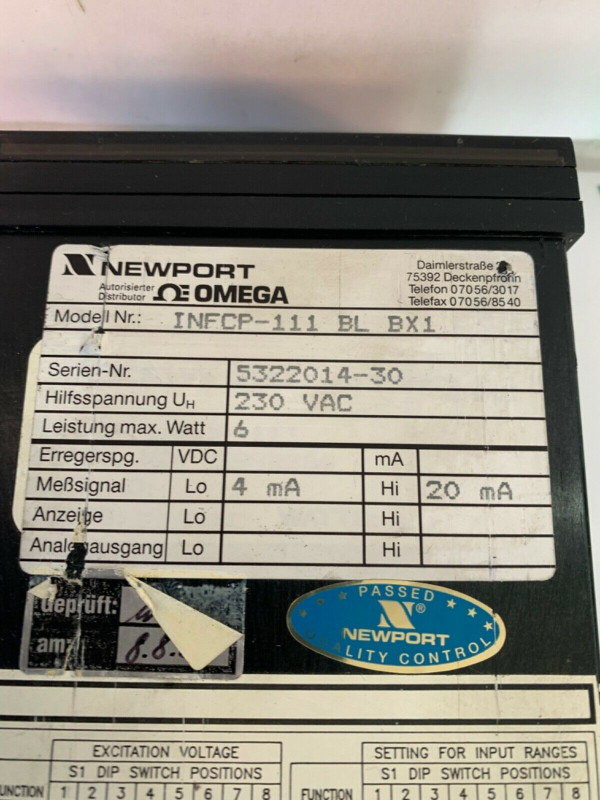 NEWPORT
Autorisierter
Distributor
OMEGA
Daimlerstraße
75392 Deckenpfronn
Telefon 07056/3017
Telefax 07056/8540
Modell Nr.: INFCP-111 BL BX1
Serien-Nr. 5322014-30
Hilfsspannung UH 230 VAC
Leistung max. Watt 6
Erregerspg. VDC mA
Meßsignal Lo 4 mA Hi 20 mA
Anzeige Lo Hi
Analogausgang Lo Hi
Geprüft:
am: 8.8.
PASSED
N®
NEWPORT
QUALITY CONTROL
EXCITATION VOLTAGE
S1 DIP SWITCH POSITIONS
FUNCTION 1 2 3 4 5 6 7 8
SETTING FOR INPUT RANGES
S1 DIP SWITCH POSITIONS
FUNCTION 1 2 3 4 5 6 7 8